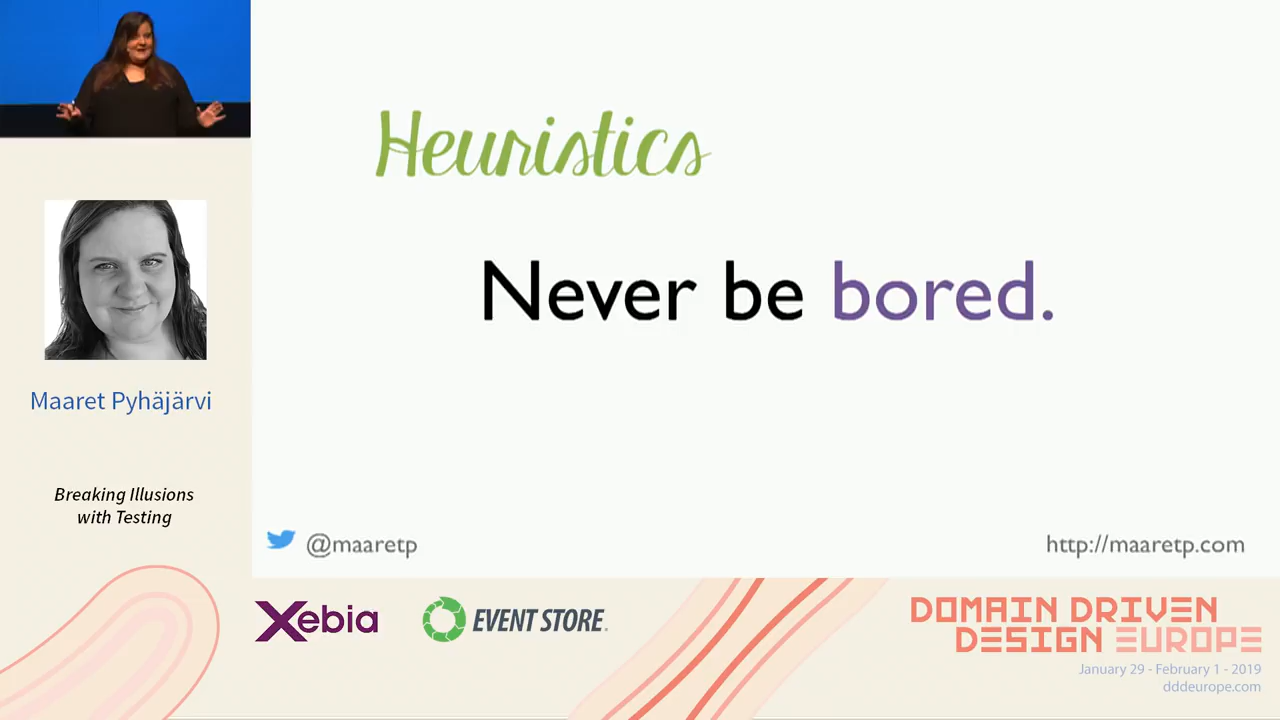 Heuristics
Never be bored.
@maaretp
http://maaretp.com
Maaret Pyhäjärvi
Breaking Illusions
with Testing
Xebia
EVENT STORE
DOMAIN DRIVEN
DESIGN EUROPE
January 29 - February 1 - 2019
dddeurope.com